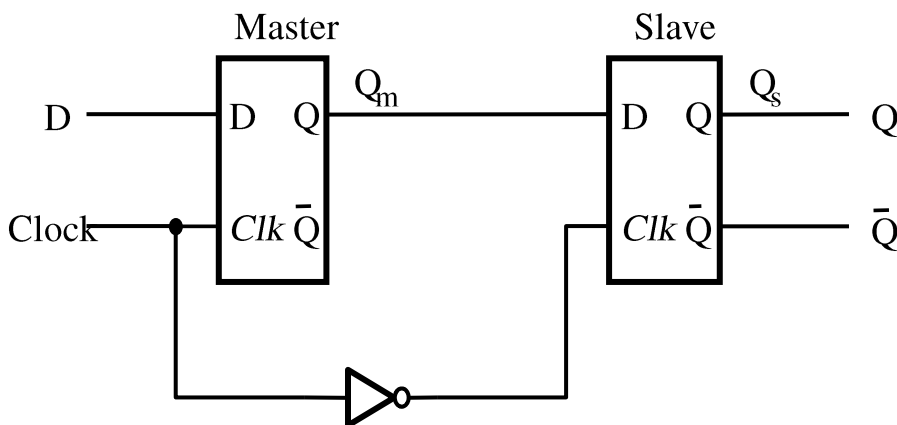 Master Slave
Qm Qs
D D Q D Q Q
Clock Clk Q̄ Clk Q̄ Q̄